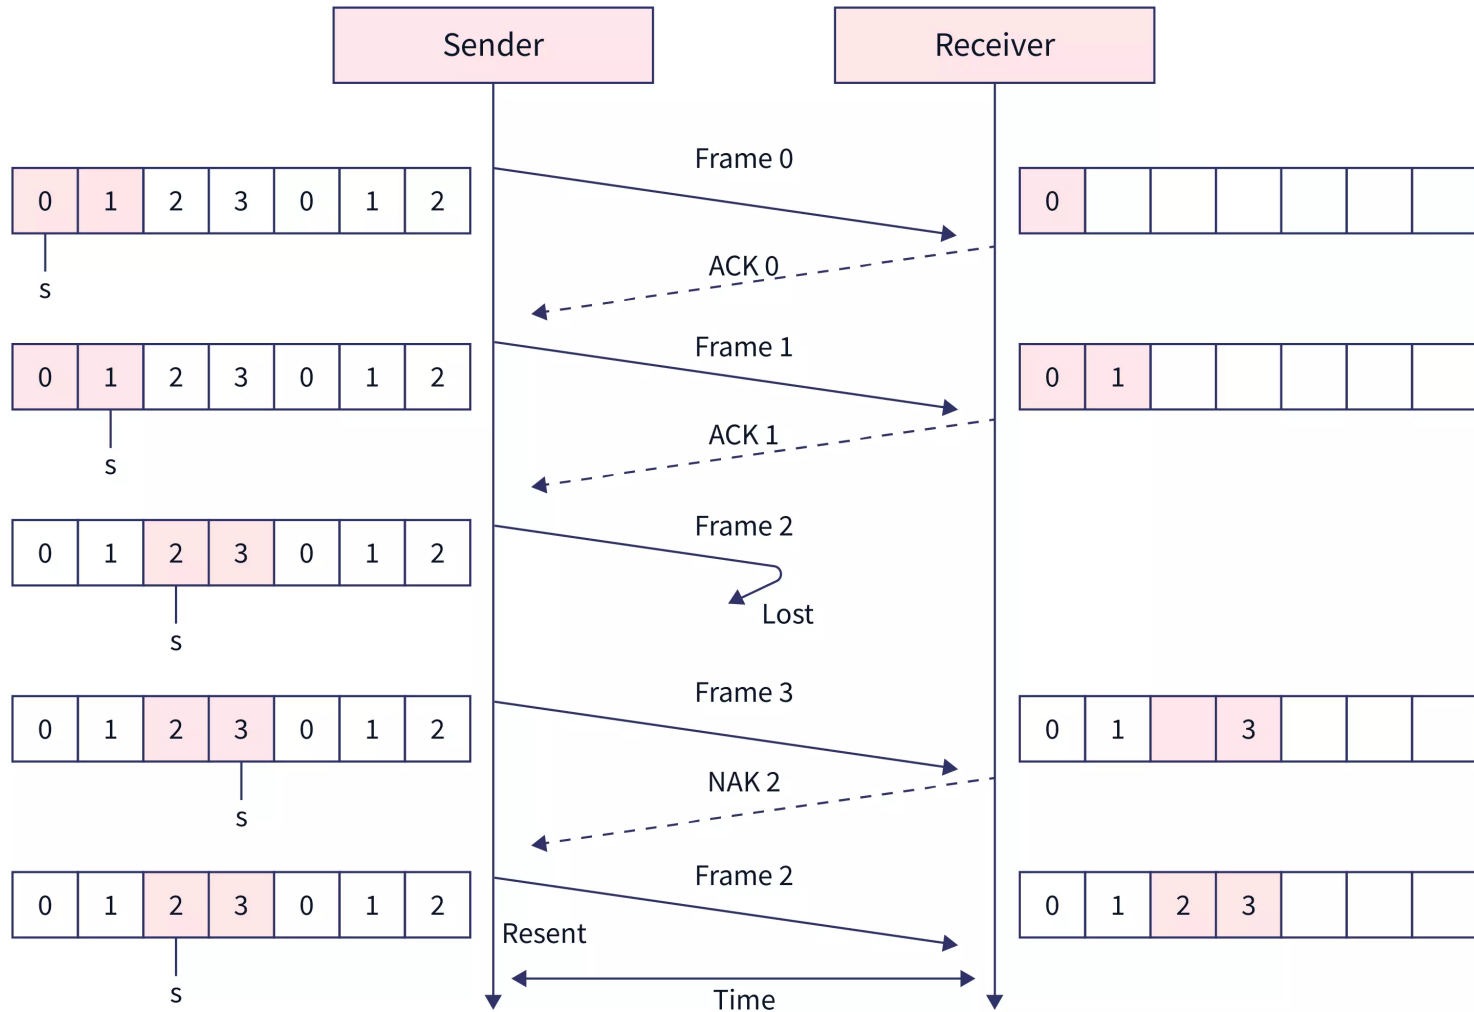 Sender
Receiver
Frame 0
0 1 2 3 0 1 2
0
s
ACK 0
Frame 1
0 1 2 3 0 1 2
0 1
s
ACK 1
Frame 2
0 1 2 3 0 1 2
s
Lost
Frame 3
0 1 2 3 0 1 2
0 1 3
s
NAK 2
Frame 2
0 1 2 3 0 1 2
0 1 2 3
Resent
s
Time